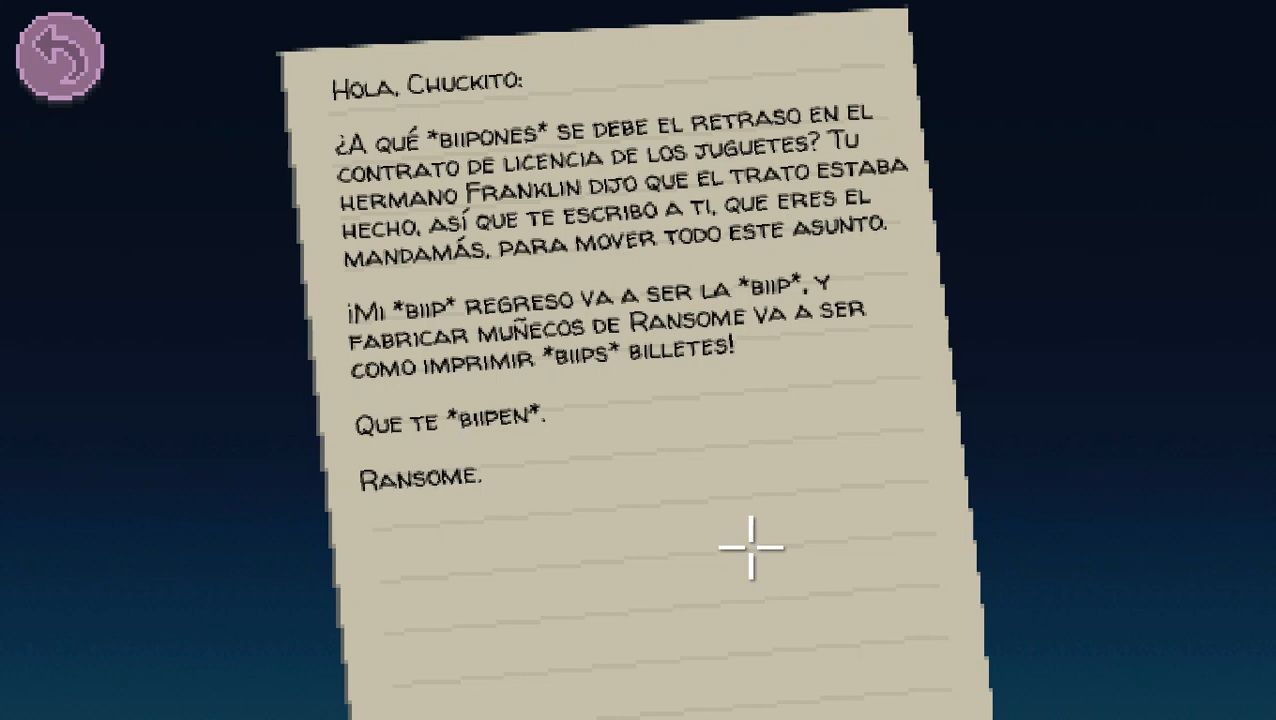 Hola, Chuckito:
¿A qué *biipones* se debe el retraso en el
contrato de licencia de los juguetes? Tu
hermano Franklin dijo que el trato estaba
hecho, así que te escribo a ti, que eres el
mandamás, para mover todo este asunto.
¡Mi *biip* regreso va a ser la *biip*, y
fabricar muñecos de Ransome va a ser
como imprimir *biips* billetes!
Que te *biipen*.
Ransome.